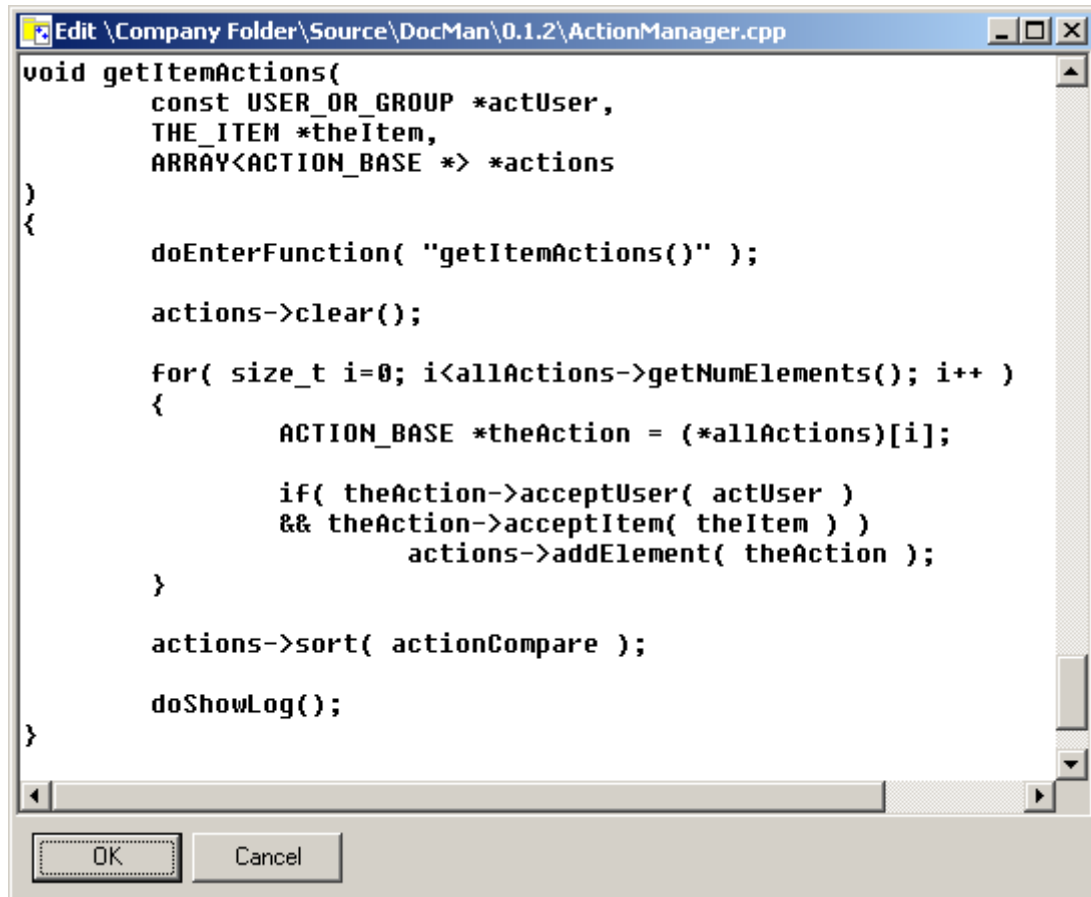 Edit \Company Folder\Source\DocMan\0.1.2\ActionManager.cpp
void getItemActions(
        const USER_OR_GROUP *actUser,
        THE_ITEM *theItem,
        ARRAY<ACTION_BASE *> *actions
)
{
        doEnterFunction( "getItemActions()" );

        actions->clear();

        for( size_t i=0; i<allActions->getNumElements(); i++ )
        {
                ACTION_BASE *theAction = (*allActions)[i];

                if( theAction->acceptUser( actUser )
                && theAction->acceptItem( theItem ) )
                        actions->addElement( theAction );
        }

        actions->sort( actionCompare );

        doShowLog();
}
OK Cancel